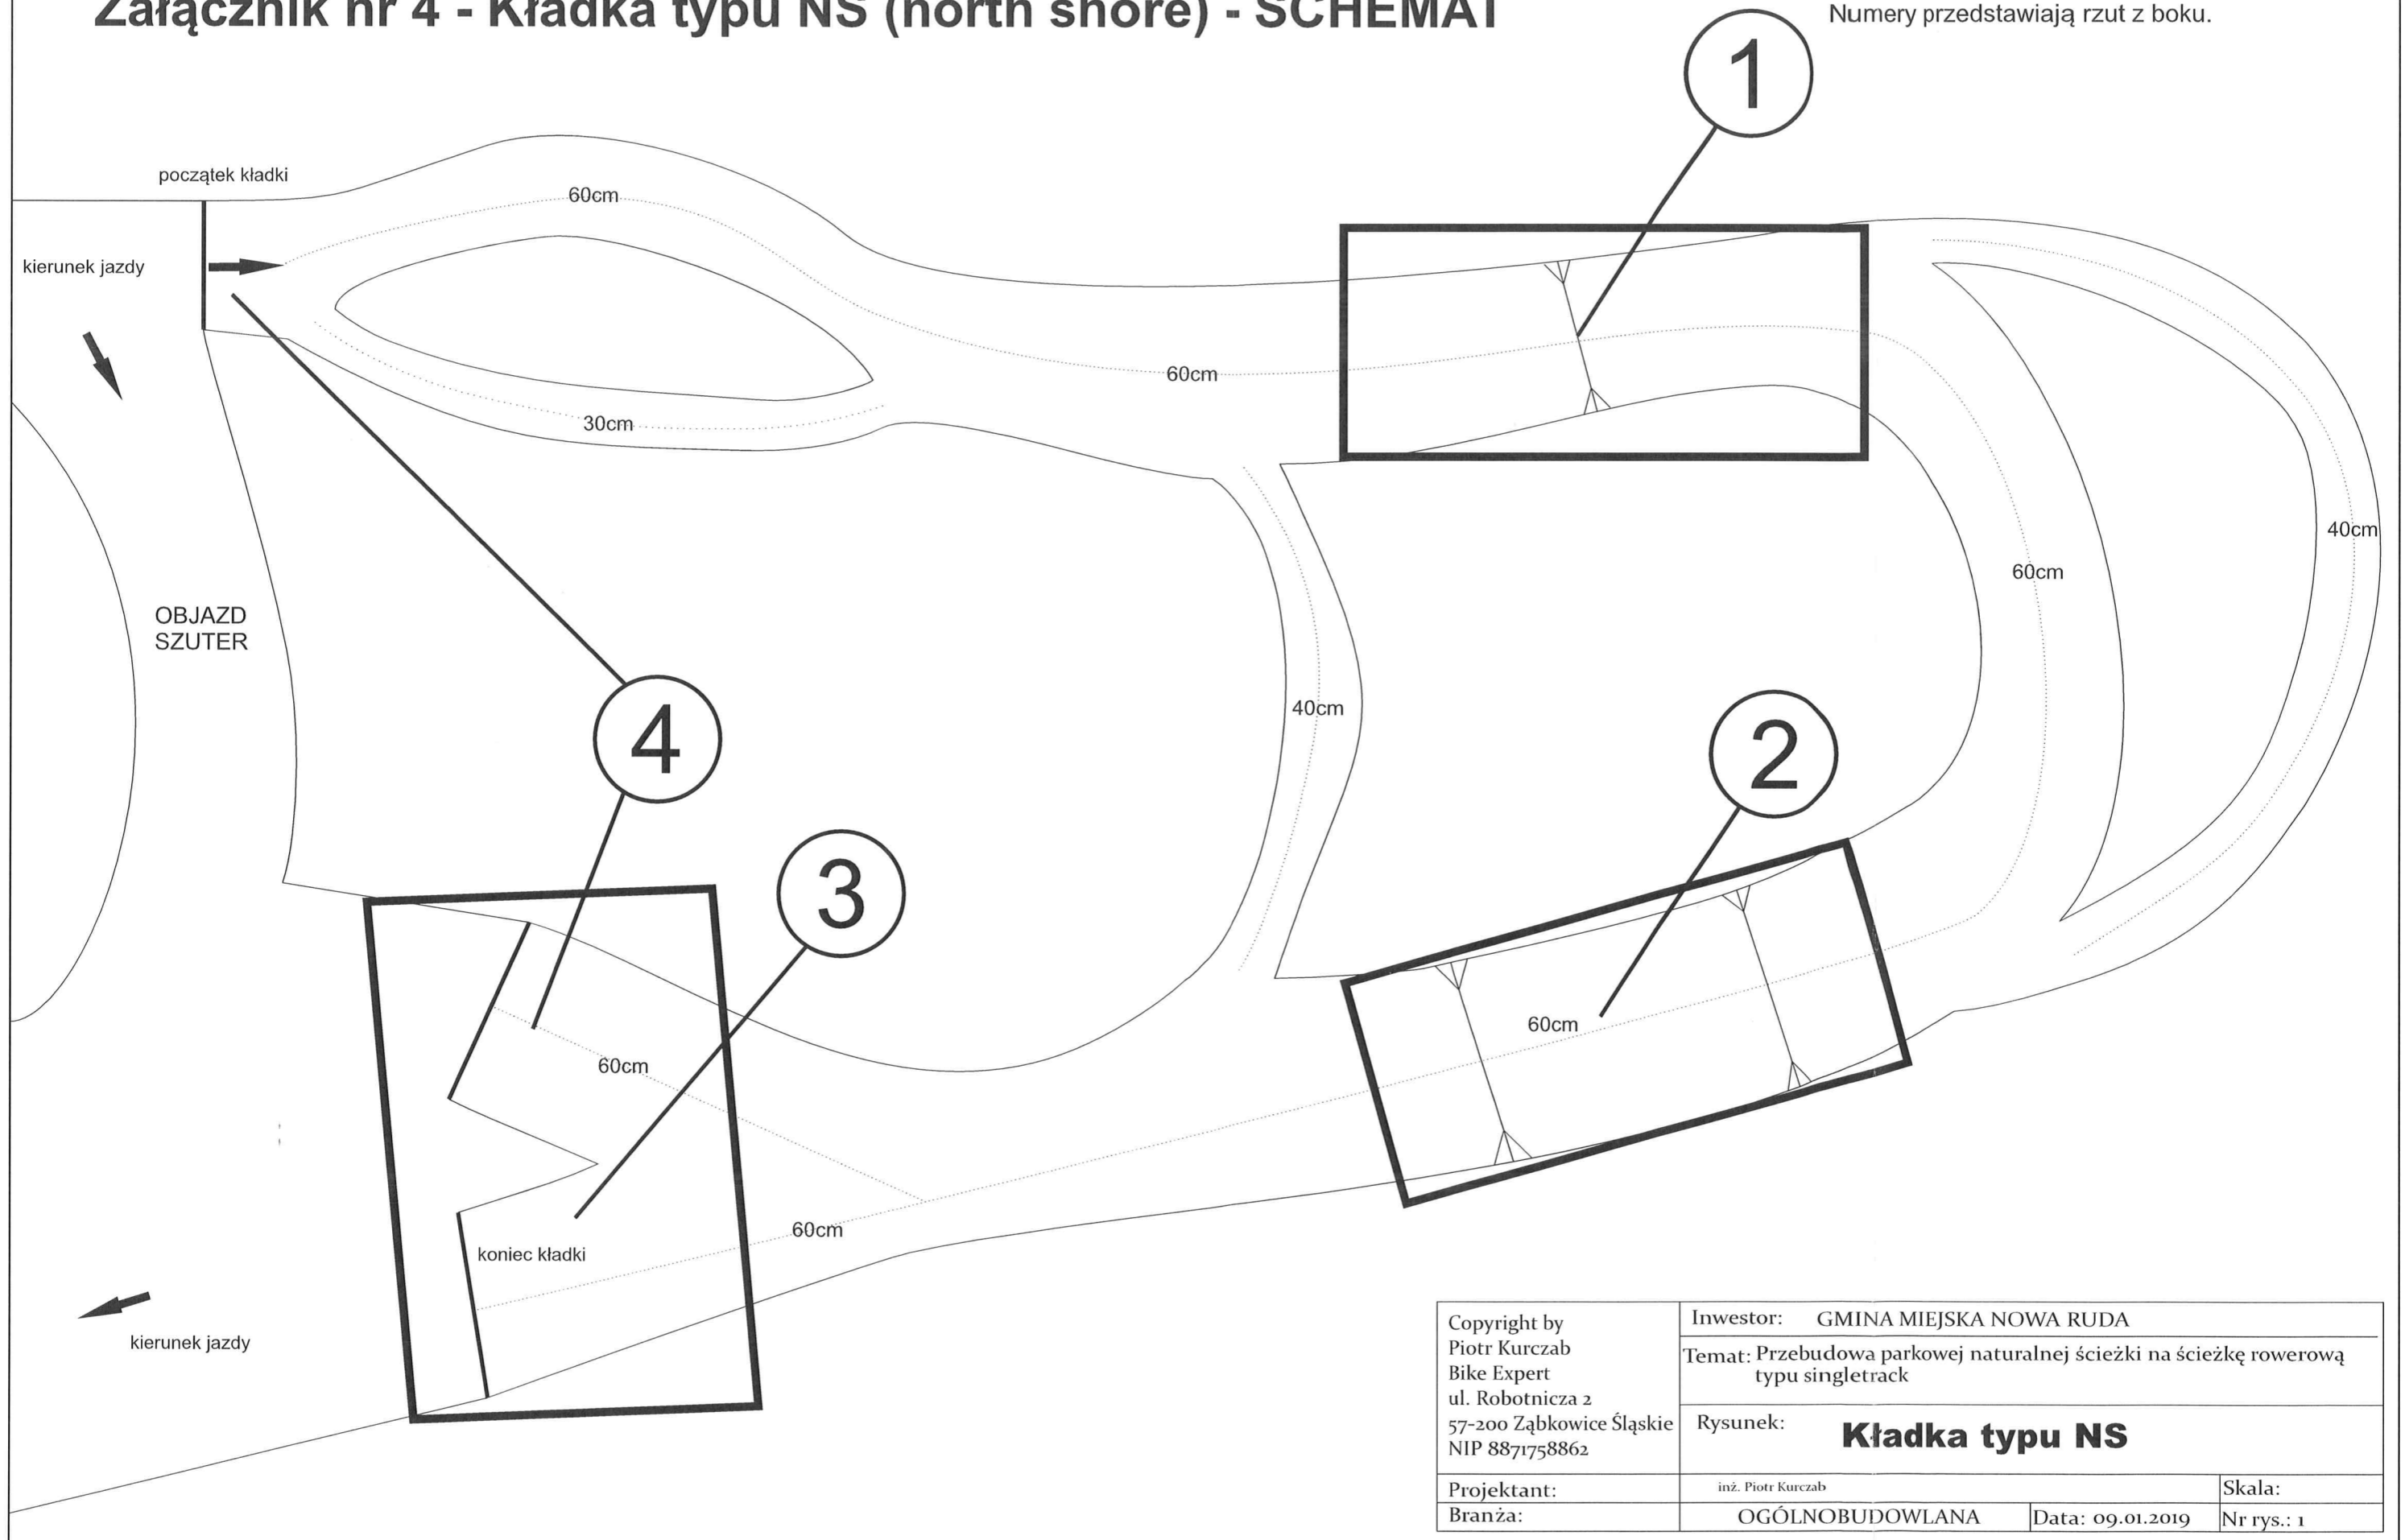 Załącznik nr 4 - Kładka typu NS (north shore) - SCHEMAT
Numery przedstawiają rzut z boku.
1
początek kładki
60cm
kierunek jazdy
60cm
30cm
40cm
60cm
OBJAZD
SZUTER
40cm
4
2
3
60cm
60cm
60cm
koniec kładki
kierunek jazdy
Copyright by
Piotr Kurczab
Bike Expert
ul. Robotnicza 2
57-200 Ząbkowice Śląskie
NIP 8871758862
Inwestor: GMINA MIEJSKA NOWA RUDA
Temat: Przebudowa parkowej naturalnej ścieżki na ścieżkę rowerową
typu singletrack
Rysunek: Kładka typu NS
Projektant: inż. Piotr Kurczab Skala:
Branża: OGÓLNOBUDOWLANA Data: 09.01.2019 Nr rys.: 1